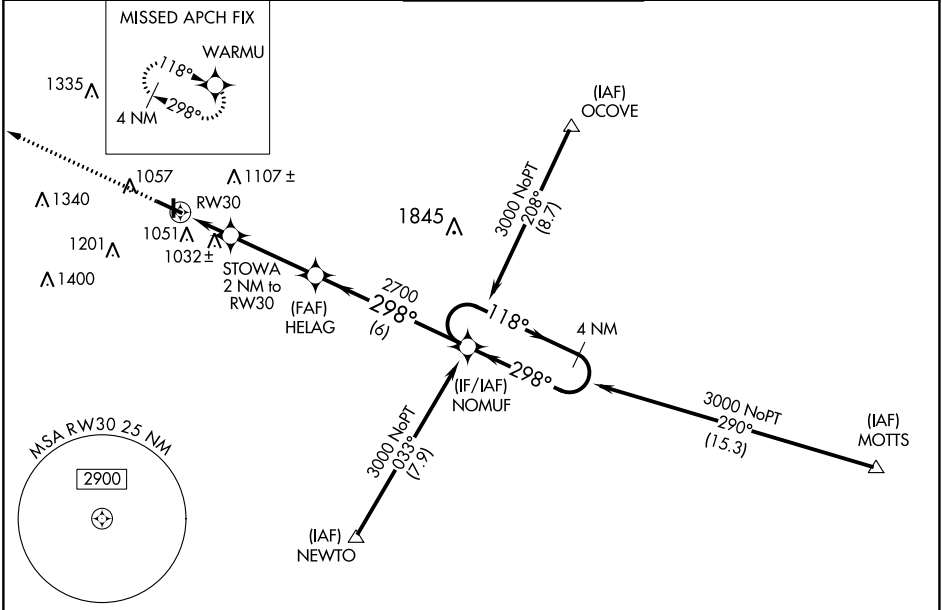 MISSED APCH FIX
WARMU
118°
298°
4 NM
1335
(IAF)
OCOVE
3000 NoPT
208°
(8.7)
1057
1107 ±
1340
RW30
1845
1051
1201
1032 ±
1400
STOWA
2 NM to
RW30
(FAF)
HELAG
2700
298°
(6)
118°
4 NM
298°
(IF/IAF)
NOMUF
3000 NoPT
290°
(15.3)
(IAF)
MOTTS
3000 NoPT
033°
(7.9)
(IAF)
NEWTO
MSA RW30 25 NM
2900